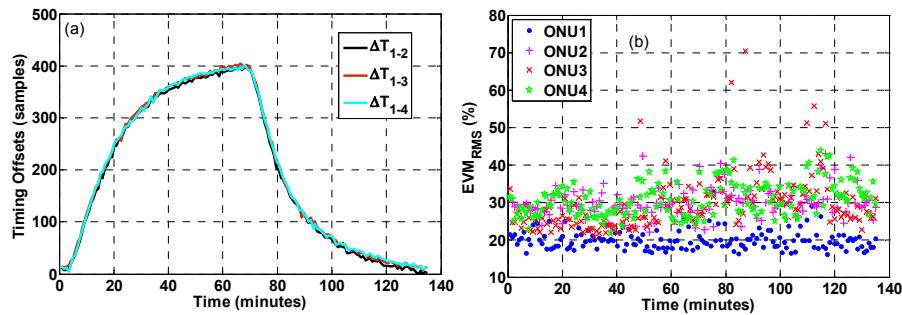 (a)
Timing Offsets (samples)
500
400
300
200
100
0
ΔT1-2
ΔT1-3
ΔT1-4
0 20 40 60 80 100 120 140
Time (minutes)
(b)
EVMRMS (%)
80
70
60
50
40
30
20
10
ONU1
ONU2
ONU3
ONU4
0 20 40 60 80 100 120 140
Time (minutes)